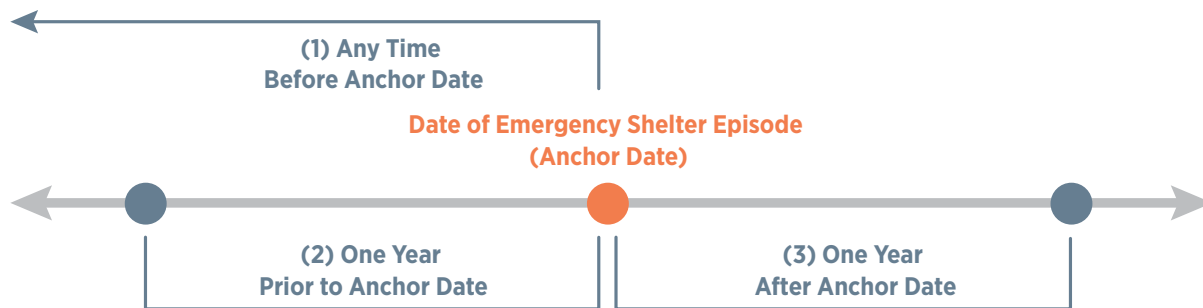 (1) Any Time
Before Anchor Date
Date of Emergency Shelter Episode
(Anchor Date)
(2) One Year
Prior to Anchor Date
(3) One Year
After Anchor Date